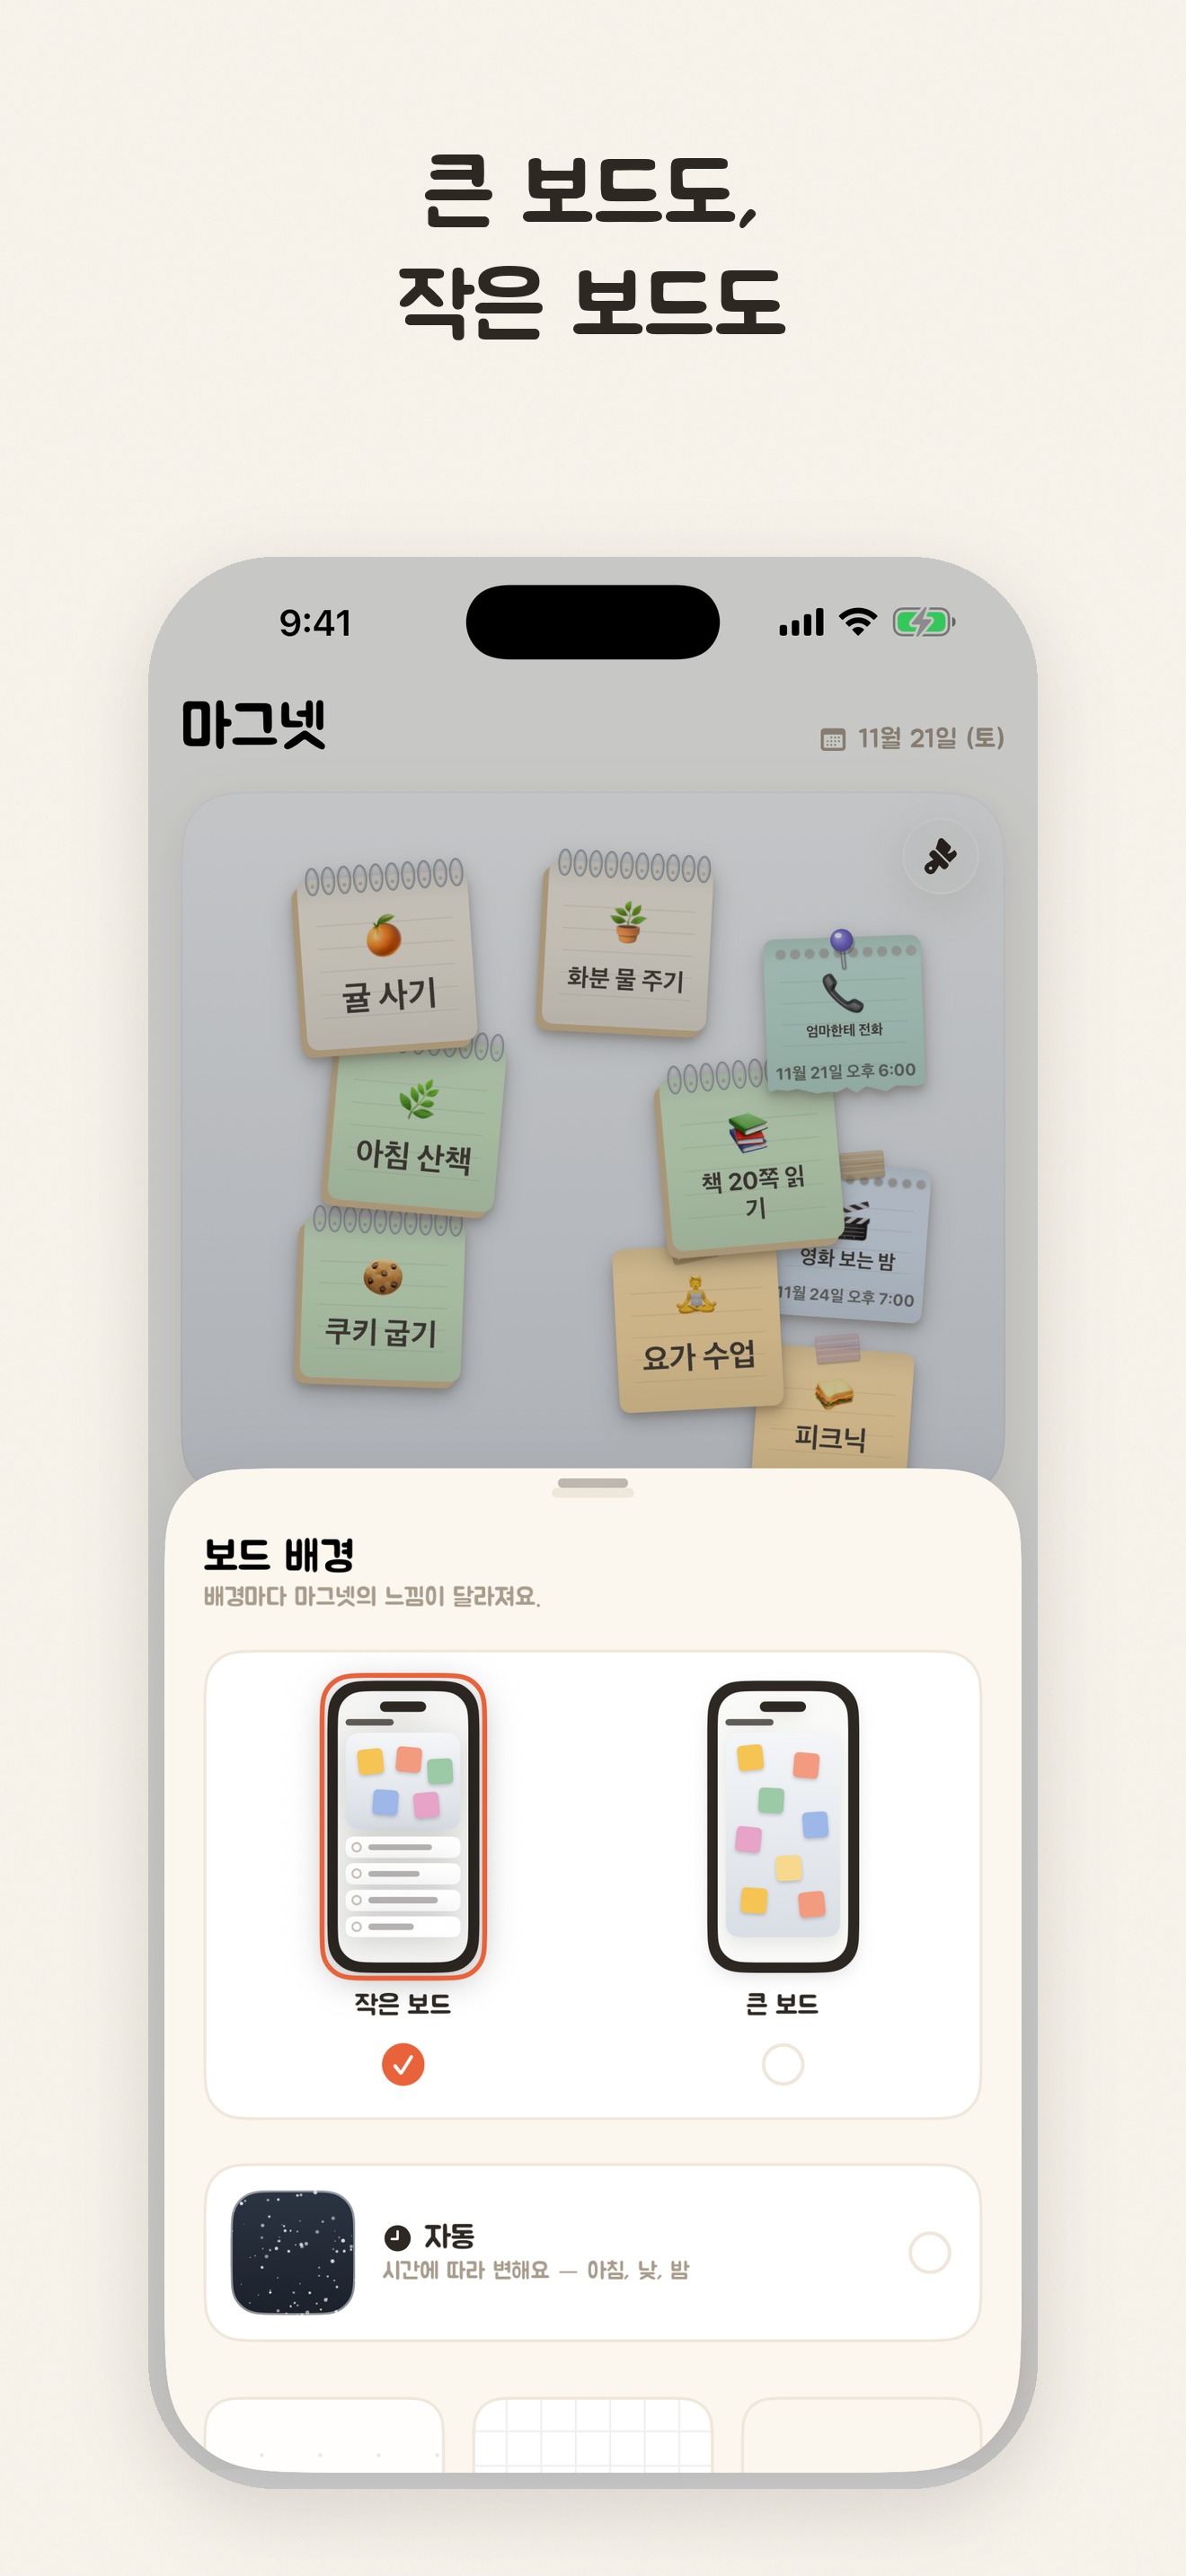 큰 보드도,
작은 보드도
9:41
마그넷
11월 21일 (토)
귤 사기
화분 물 주기
엄마한테 전화
11월 21일 오후 6:00
아침 산책
책 20쪽 읽
기
영화 보는 밤
11월 24일 오후 7:00
쿠키 굽기
요가 수업
피크닉
보드 배경
배경마다 마그넷의 느낌이 달라져요.
작은 보드
큰 보드
자동
시간에 따라 변해요 — 아침, 낮, 밤